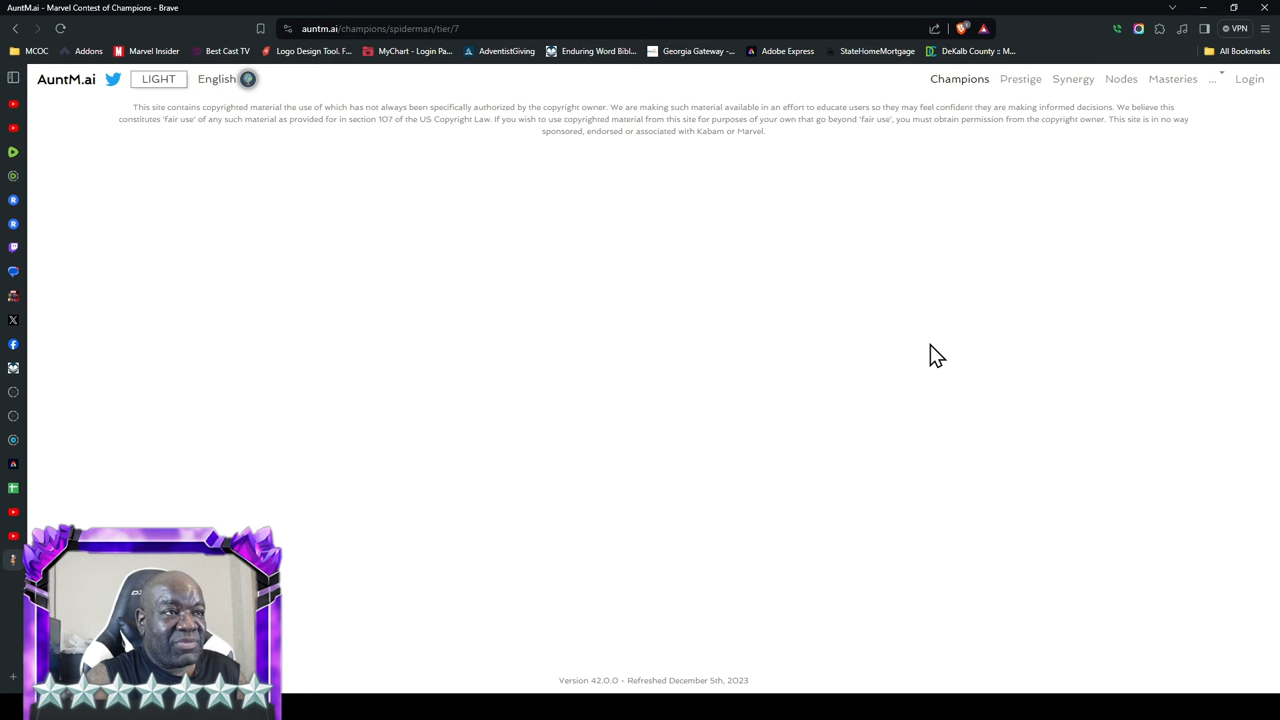 AuntM.ai - Marvel Contest of Champions - Brave
auntm.ai/champions/spiderman/tier/7
VPN
MOC Addons Marvel Insider Best Cast TV Logo Design Tool. F... MyChart - Login Pa... AdventistGiving Enduring Word Bibl... Georgia Gateway -... Adobe Express StateHomeMortgage DeKalb County :: M... All Bookmarks
AuntM.ai LIGHT English Champions Prestige Synergy Nodes Masteries ... Login
This site contains copyrighted material the use of which has not always been specifically authorized by the copyright owner. We are making such material available in an effort to educate users so they may feel confident they are making informed decisions. We believe this
constitutes 'fair use' of any such material as provided for in section 107 of the US Copyright Law. If you wish to use copyrighted material from this site for purposes of your own that go beyond 'fair use', you must obtain permission from the copyright owner. This site is in no way
sponsored, endorsed or associated with Kabam or Marvel.
Version 42.0.0 - Refreshed December 5th, 2023